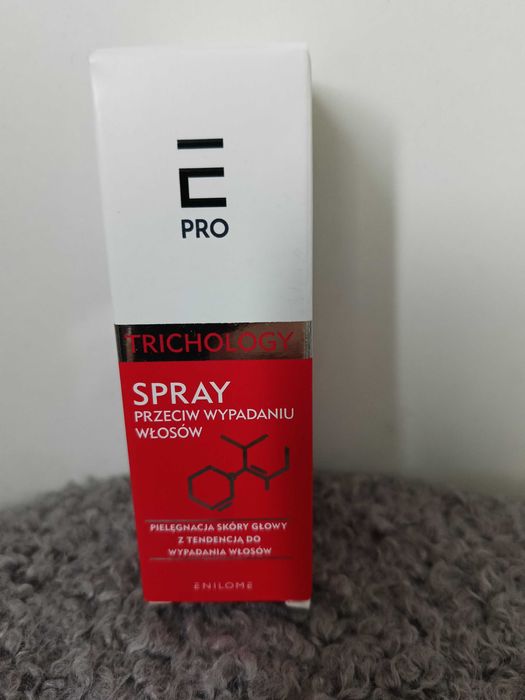 E
PRO
TRICHOLOGY
SPRAY
PRZECIW WYPADANIU
WŁOSÓW
PIELĘGNACJA SKÓRY GŁOWY
Z TENDENCJĄ DO
WYPADANIA WŁOSÓW
ENILOME